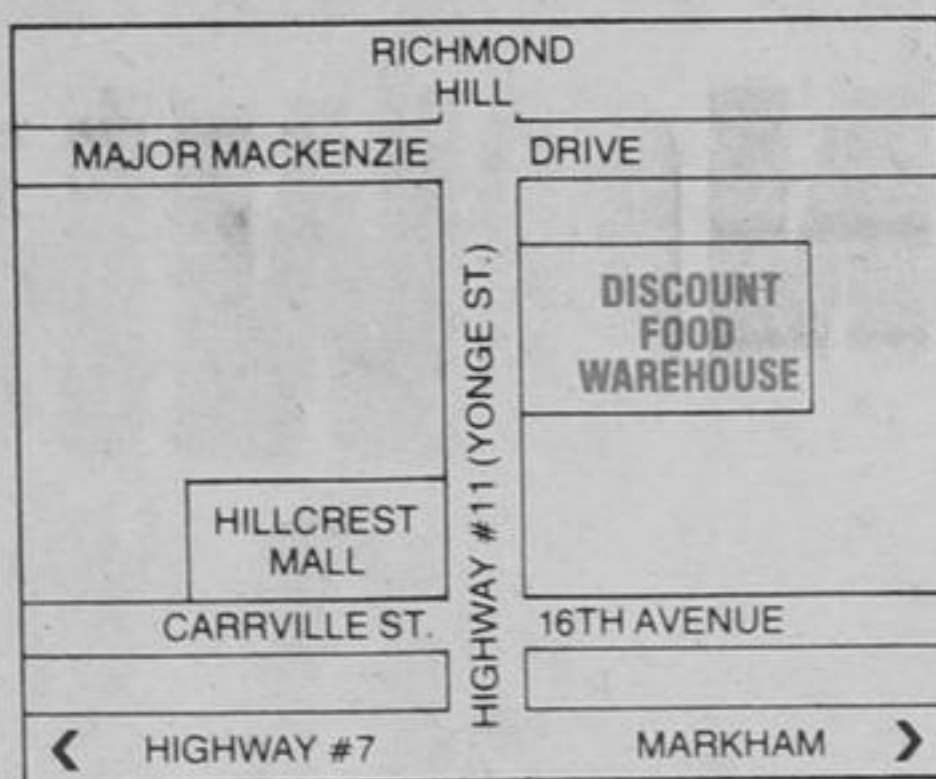 RICHMOND
HILL
MAJOR MACKENZIE DRIVE
DISCOUNT
FOOD
WAREHOUSE
HIGHWAY #11 (YONGE ST.)
HILLCREST
MALL
CARRVILLE ST. 16TH AVENUE
HIGHWAY #7 MARKHAM